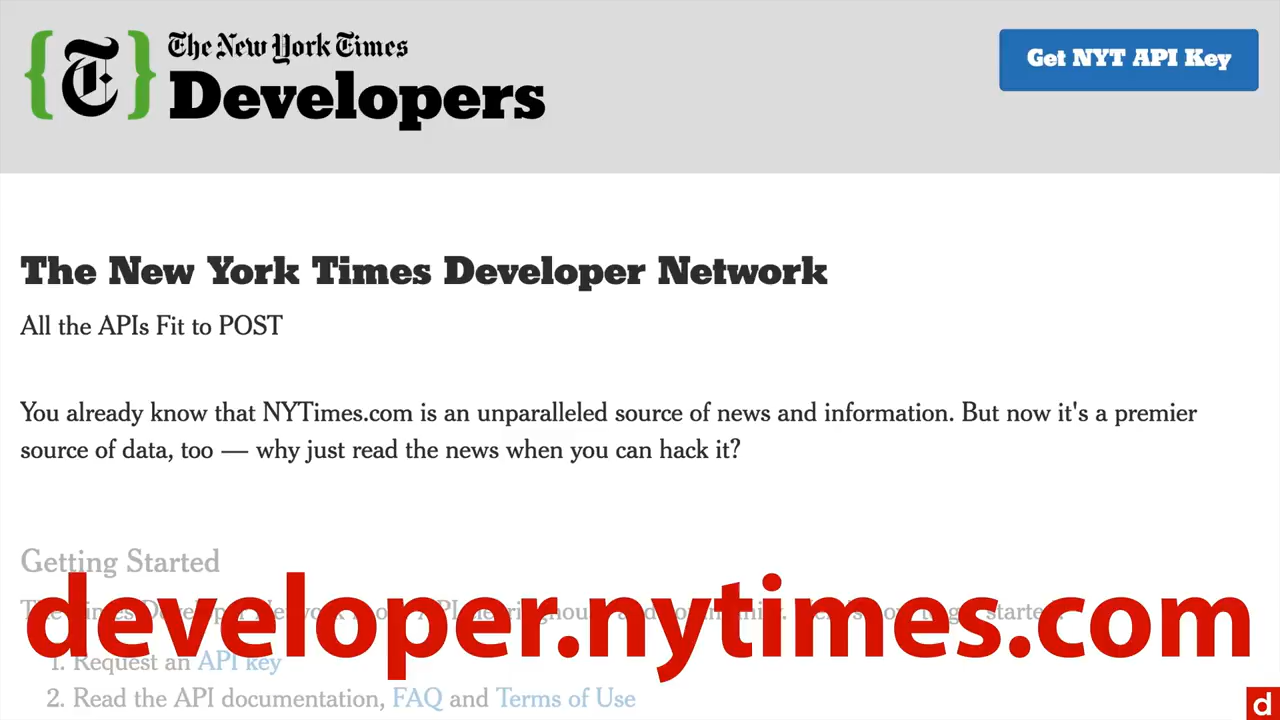 The New York Times
{T} Developers
Get NYT API Key
The New York Times Developer Network
All the APIs Fit to POST
You already know that NYTimes.com is an unparalleled source of news and information. But now it's a premier
source of data, too — why just read the news when you can hack it?
Getting Started
developer.nytimes.com
1. Request an API key
2. Read the API documentation, FAQ and Terms of Use
d